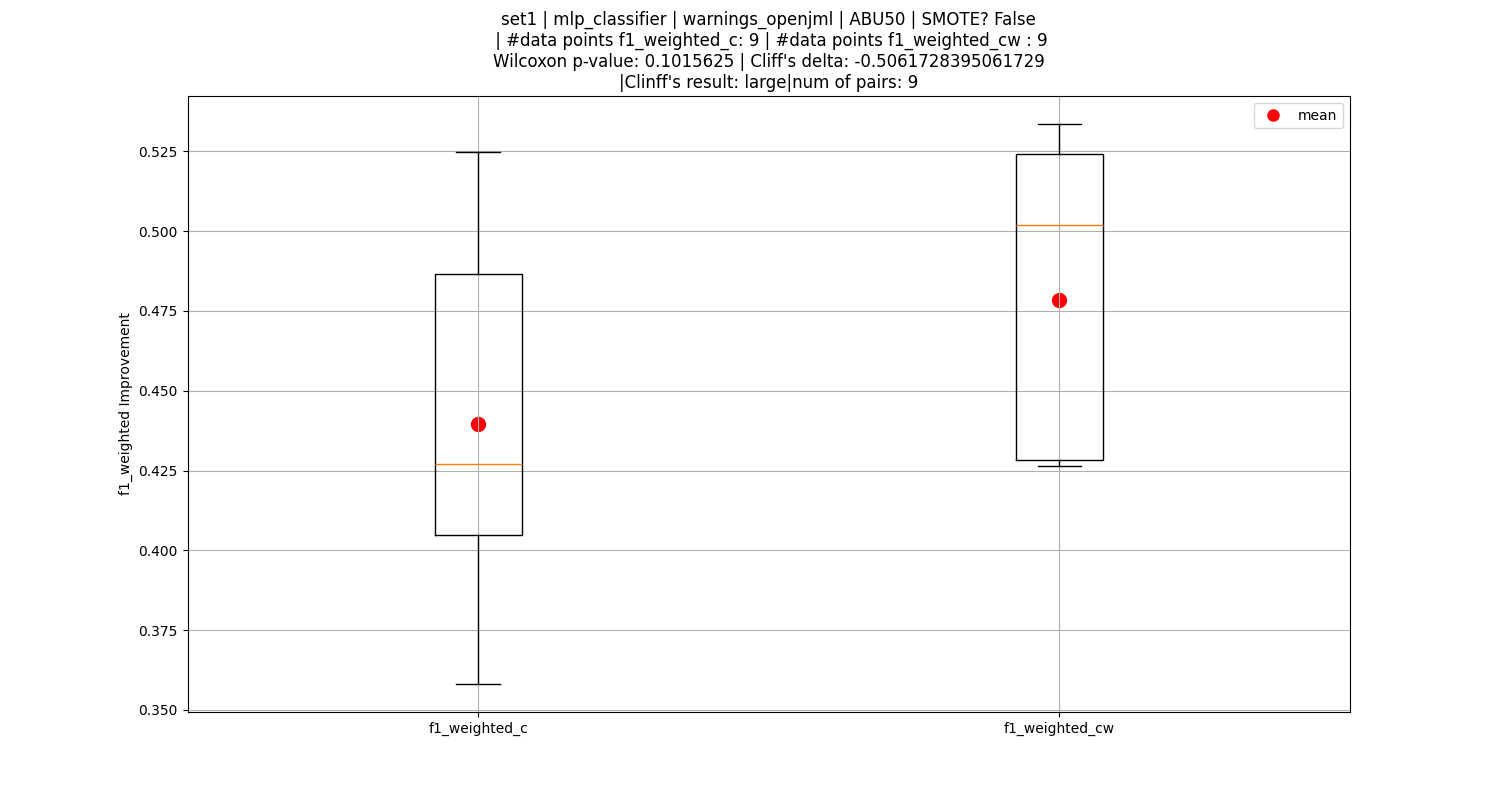 set1 | mlp_classifier | warnings_openjml | ABU50 | SMOTE? False
| #data points f1_weighted_c: 9 | #data points f1_weighted_cw : 9
Wilcoxon p-value: 0.1015625 | Cliff's delta: -0.5061728395061729
|Clinff's result: large|num of pairs: 9
mean
0.525
0.500
0.475
0.450
0.425
0.400
0.375
0.350
f1_weighted Improvement
f1_weighted_c
f1_weighted_cw